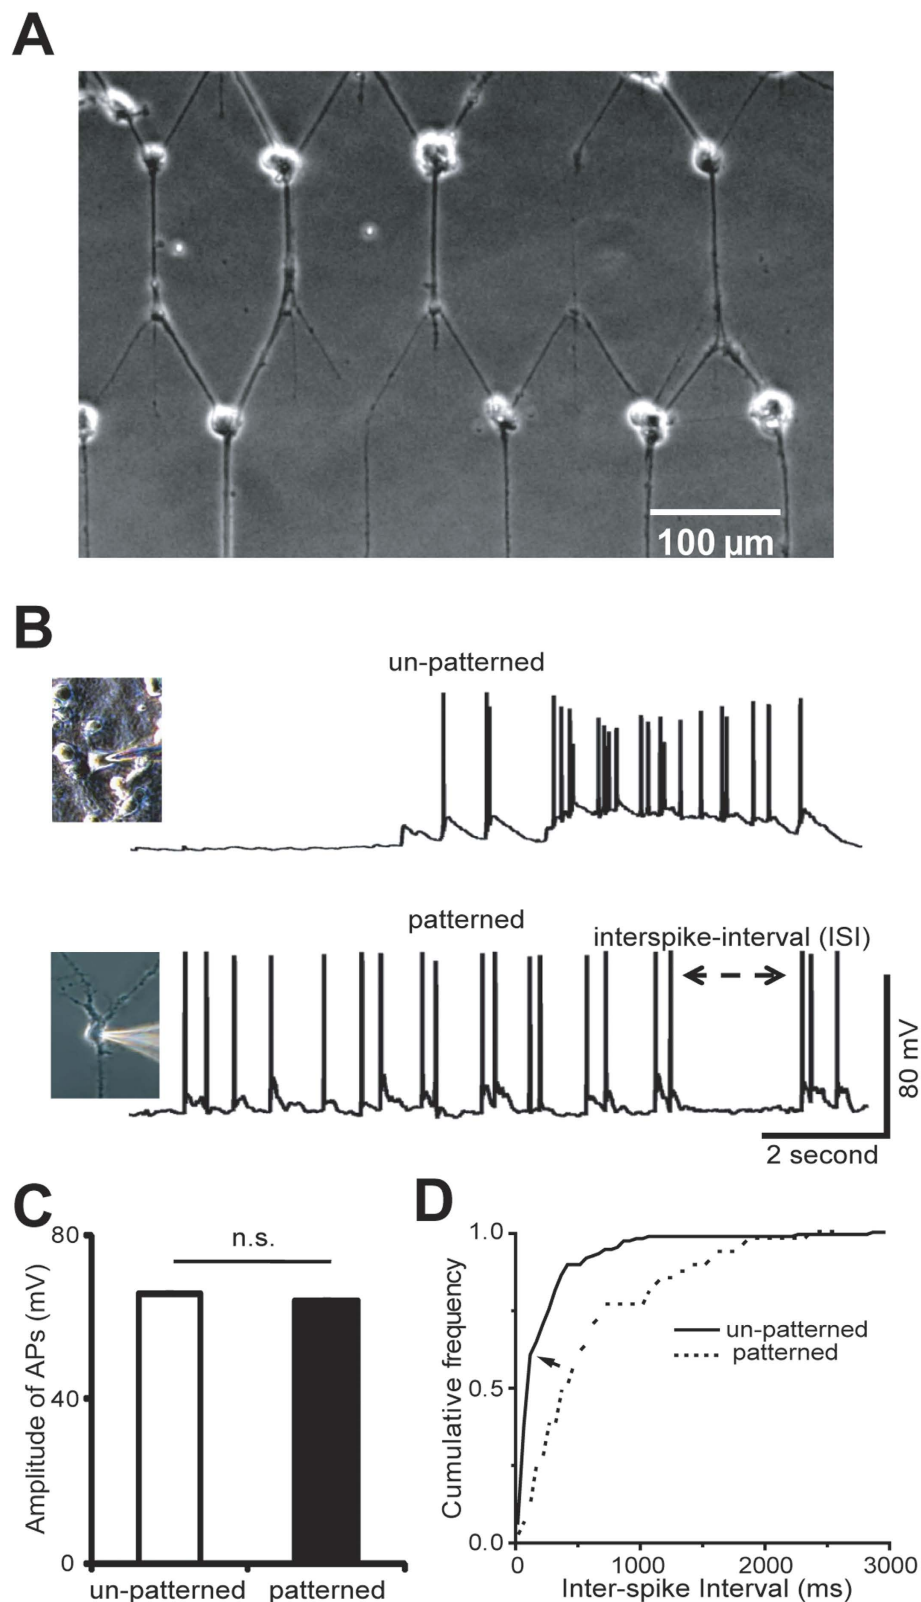 A
100 µm
B
un-patterned
patterned
interspike-interval (ISI)
80 mV
2 second
C
80
n.s.
Amplitude of APs (mV)
40
0
un-patterned patterned
D
1.0
Cumulative frequency
un-patterned
patterned
0.5
0.0
0 1000 2000 3000
Inter-spike Interval (ms)